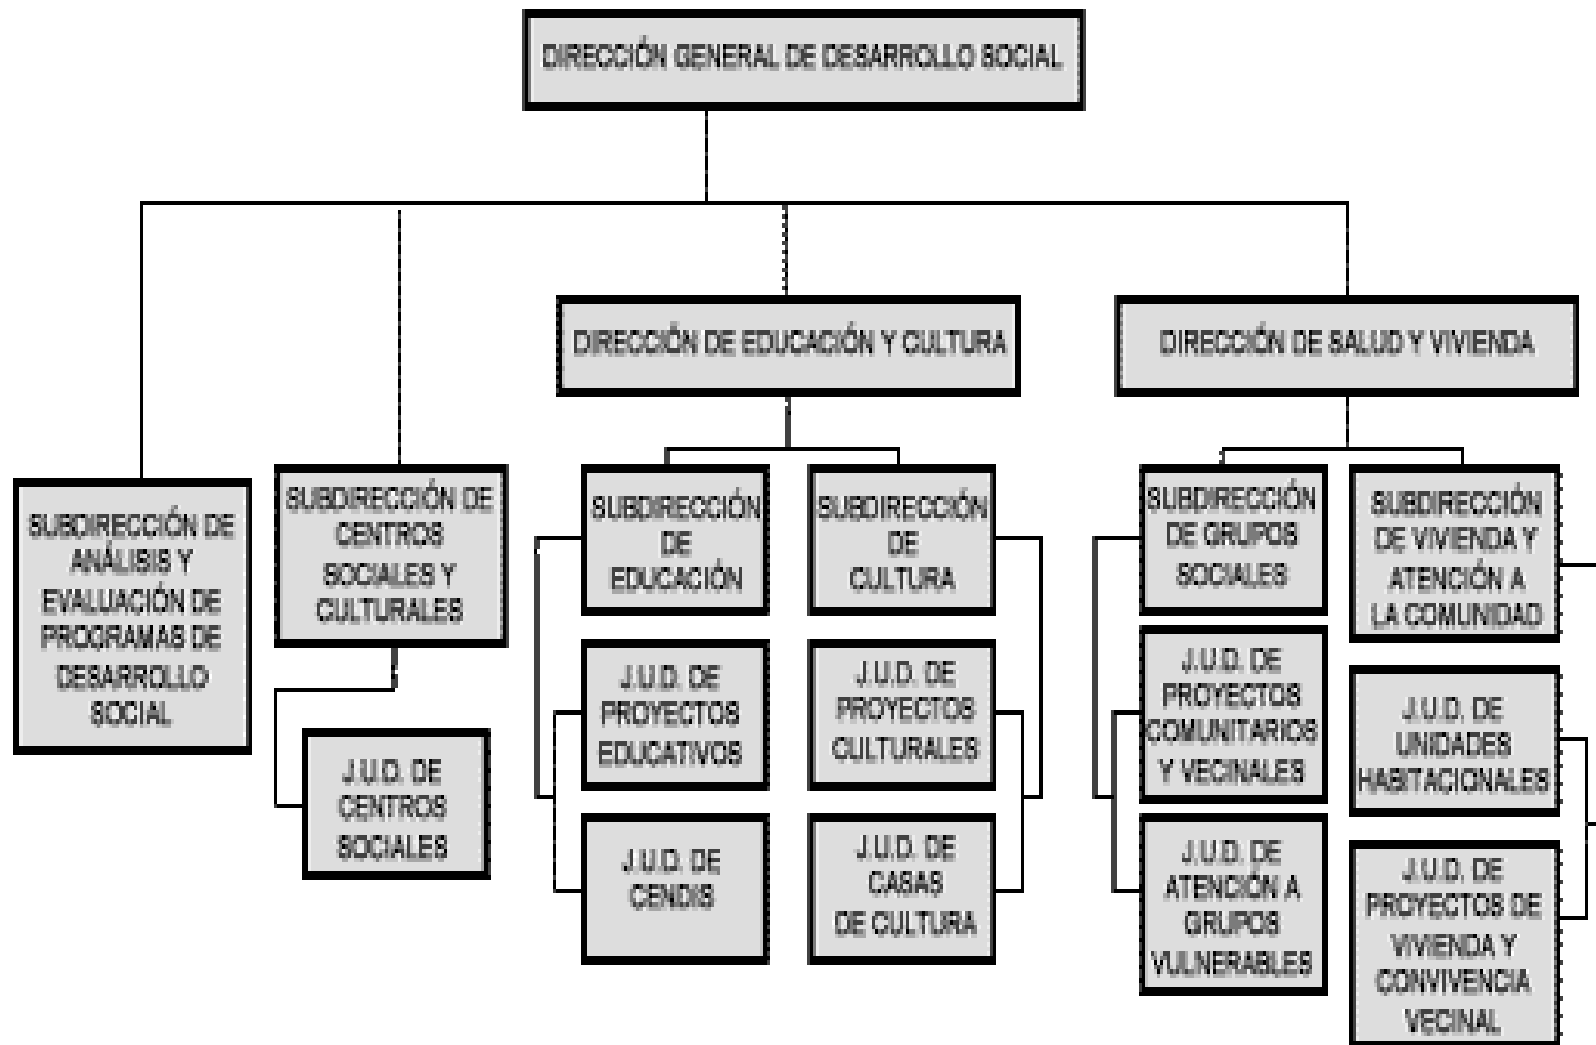 DIRECCIÓN GENERAL DE DESARROLLO SOCIAL
DIRECCIÓN DE EDUCACIÓN Y CULTURA
DIRECCIÓN DE SALUD Y VIVIENDA
SUBDIRECCIÓN DE
ANÁLISIS Y
EVALUACIÓN DE
PROGRAMAS DE
DESARROLLO
SOCIAL
SUBDIRECCIÓN DE
CENTROS
SOCIALES Y
CULTURALES
J.U.D. DE
CENTROS
SOCIALES
SUBDIRECCIÓN
DE
EDUCACIÓN
J.U.D. DE
PROYECTOS
EDUCATIVOS
J.U.D. DE
CENDIS
SUBDIRECCIÓN
DE
CULTURA
J.U.D. DE
PROYECTOS
CULTURALES
J.U.D. DE
CASAS
DE CULTURA
SUBDIRECCIÓN
DE GRUPOS
SOCIALES
J.U.D. DE
PROYECTOS
COMUNITARIOS
Y VECINALES
J.U.D. DE
ATENCIÓN A
GRUPOS
VULNERABLES
SUBDIRECCIÓN
DE VIVIENDA Y
ATENCIÓN A
LA COMUNIDAD
J.U.D. DE
UNIDADES
HABITACIONALES
J.U.D. DE
PROYECTOS DE
VIVIENDA Y
CONVIVENCIA
VECINAL